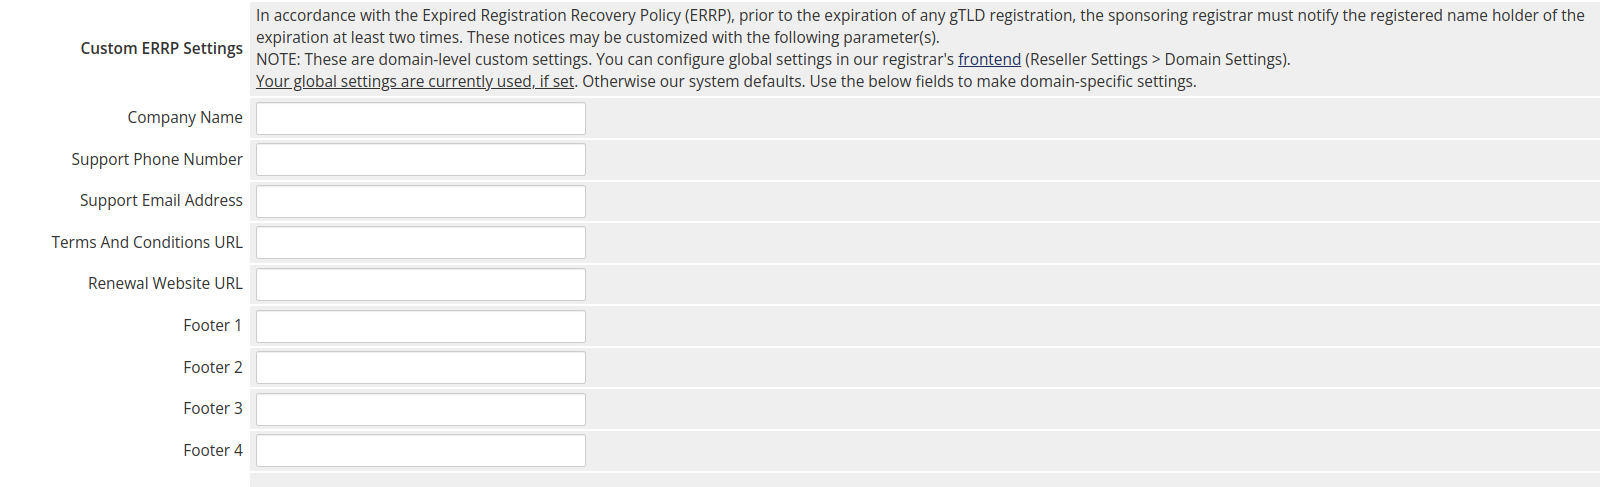 Custom ERRP Settings
In accordance with the Expired Registration Recovery Policy (ERRP), prior to the expiration of any gTLD registration, the sponsoring registrar must notify the registered name holder of the
expiration at least two times. These notices may be customized with the following parameter(s).
NOTE: These are domain-level custom settings. You can configure global settings in our registrar's frontend (Reseller Settings > Domain Settings).
Your global settings are currently used, if set. Otherwise our system defaults. Use the below fields to make domain-specific settings.
Company Name
Support Phone Number
Support Email Address
Terms And Conditions URL
Renewal Website URL
Footer 1
Footer 2
Footer 3
Footer 4